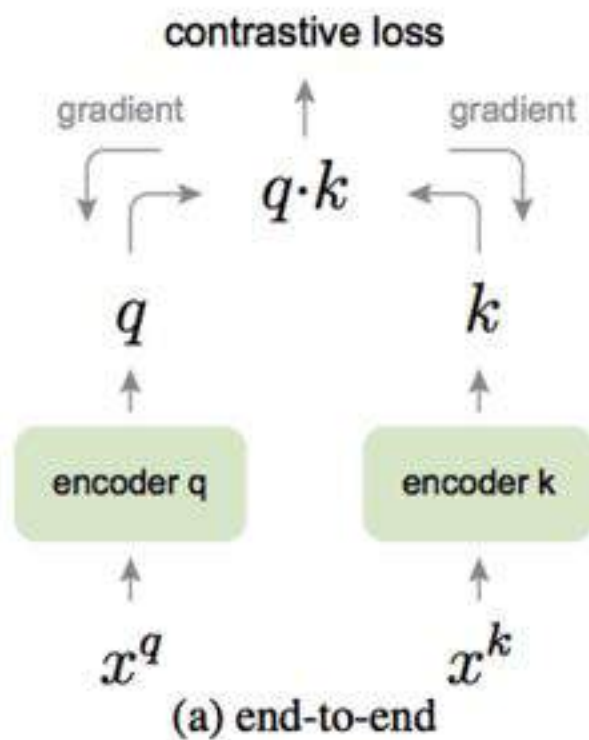 contrastive loss
gradient gradient
q·k
q k
encoder q encoder k
x^q x^k
(a) end-to-end